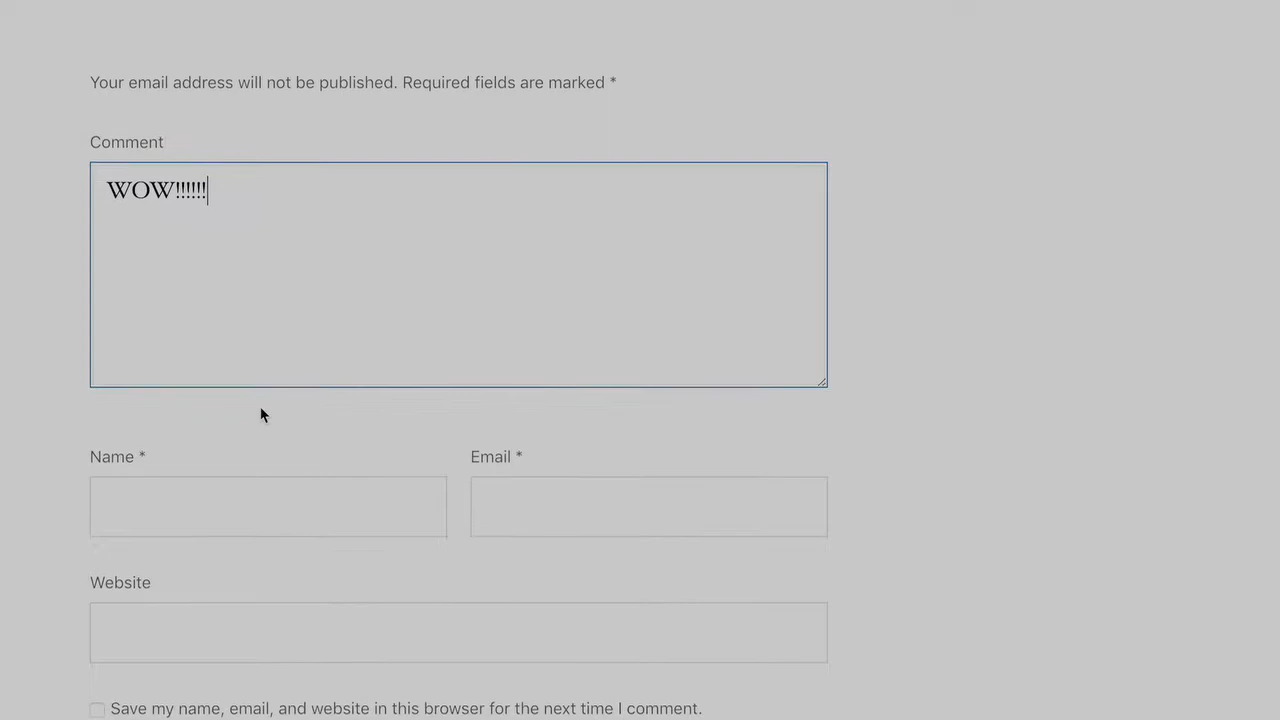 Your email address will not be published. Required fields are marked *
Comment
WOW!!!!!!
Name * Email *
Website
Save my name, email, and website in this browser for the next time I comment.